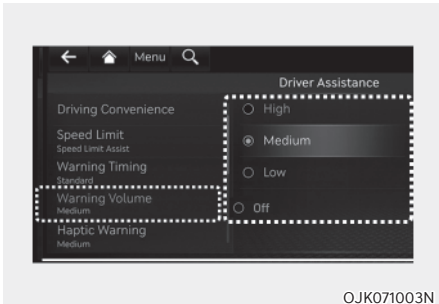 Menu
Driver Assistance
Driving Convenience
Speed Limit
Speed Limit Assist
Warning Timing
Standard
Warning Volume
Medium
Haptic Warning
Medium
High
Medium
Low
Off
OJK071003N